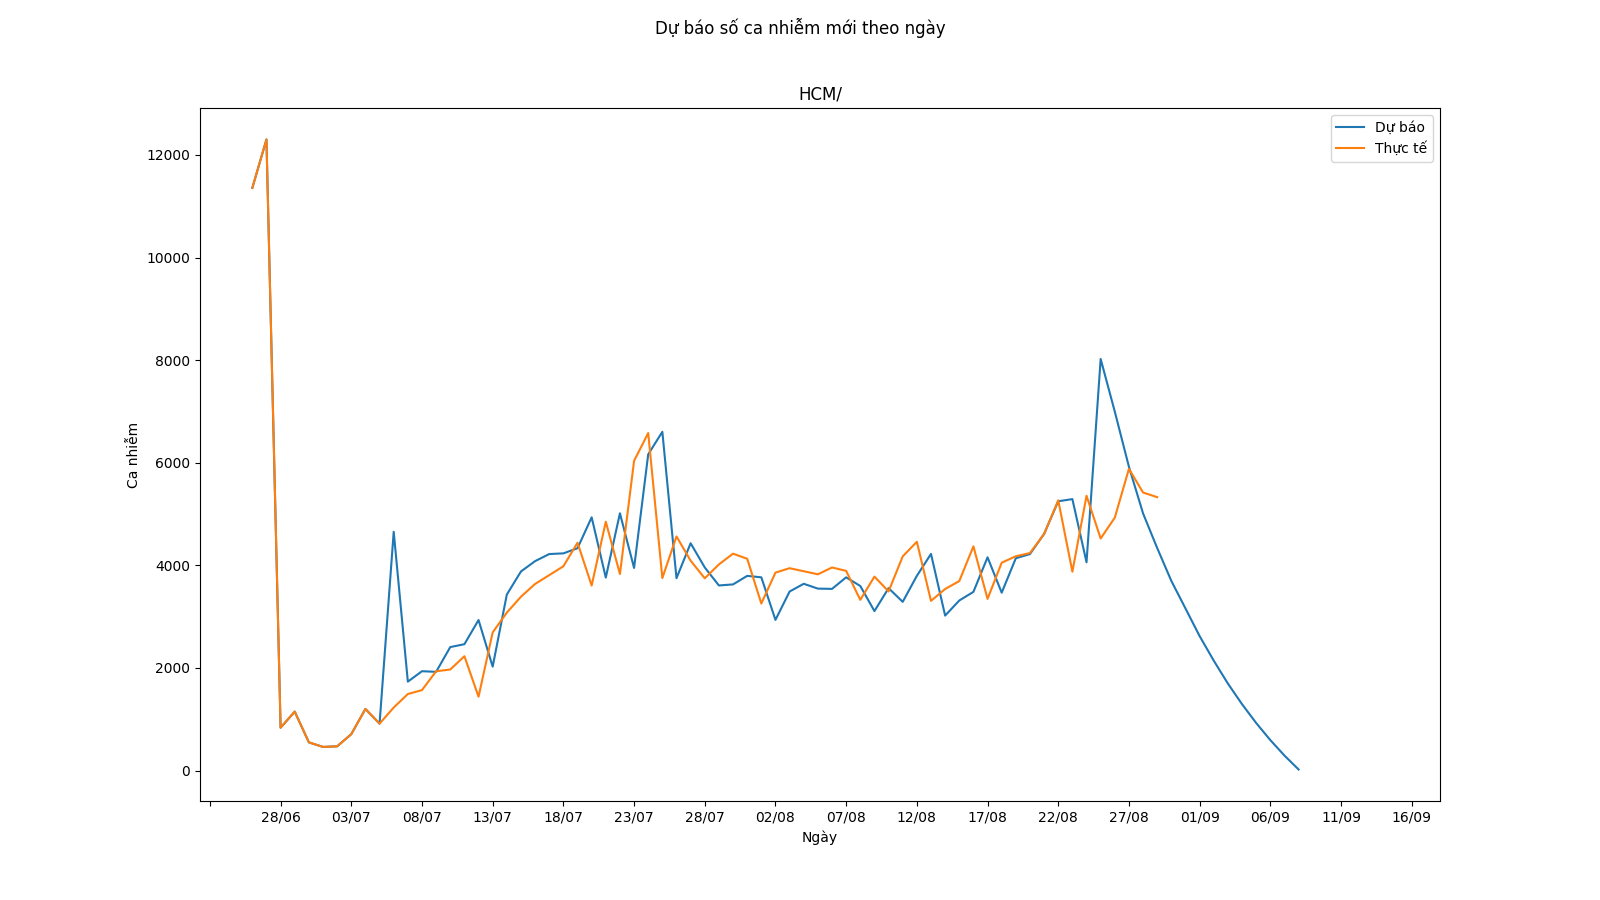 Dự báo số ca nhiễm mới theo ngày
HCM/
Dự báo
Thực tế
12000
10000
8000
6000
4000
2000
0
Ca nhiễm
28/06 03/07 08/07 13/07 18/07 23/07 28/07 02/08 07/08 12/08 17/08 22/08 27/08 01/09 06/09 11/09 16/09
Ngày